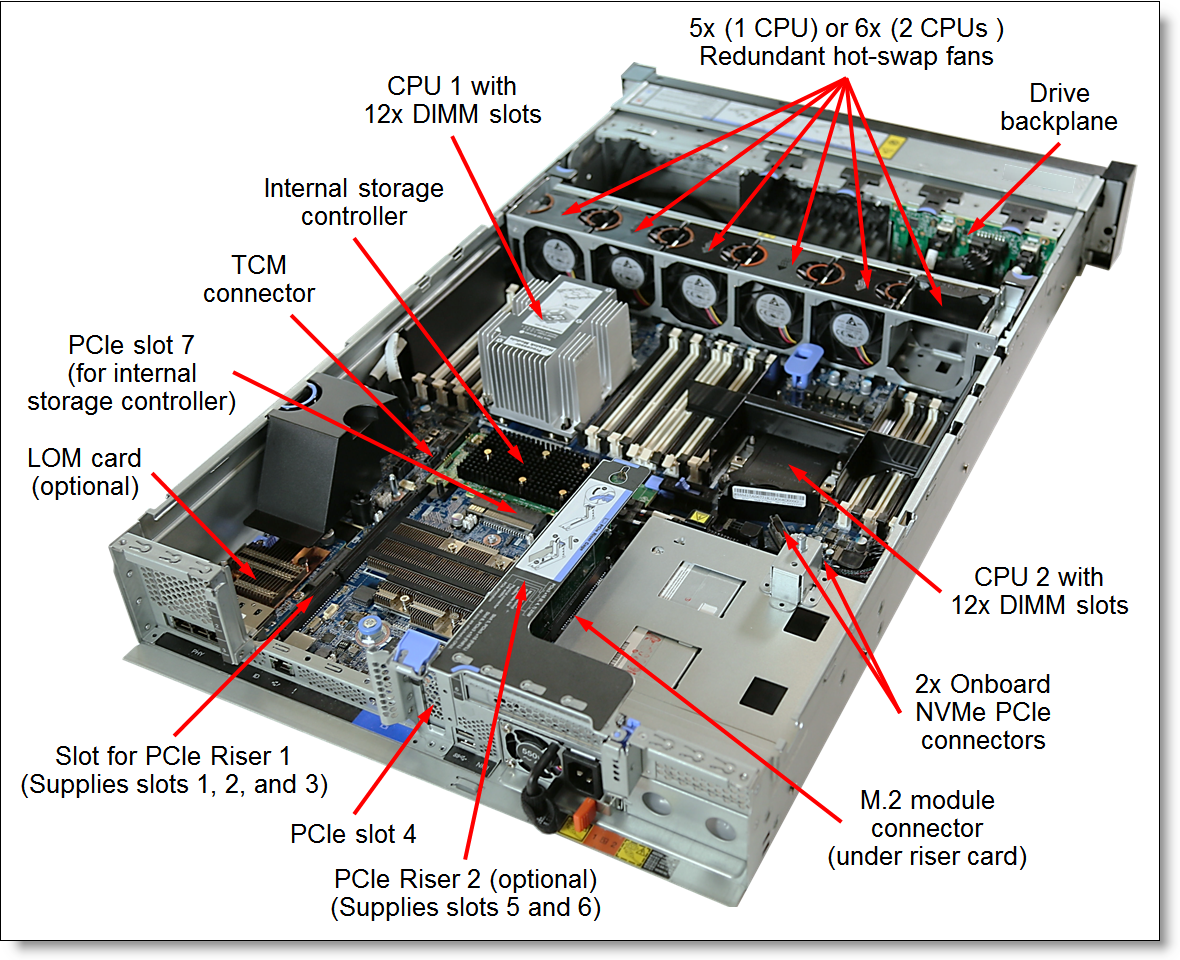 5x (1 CPU) or 6x (2 CPUs )
Redundant hot-swap fans
CPU 1 with
12x DIMM slots
Drive
backplane
Internal storage
controller
TCM
connector
PCIe slot 7
(for internal
storage controller)
LOM card
(optional)
CPU 2 with
12x DIMM slots
2x Onboard
NVMe PCIe
connectors
Slot for PCIe Riser 1
(Supplies slots 1, 2, and 3)
PCIe slot 4
M.2 module
connector
(under riser card)
PCIe Riser 2 (optional)
(Supplies slots 5 and 6)
PHY